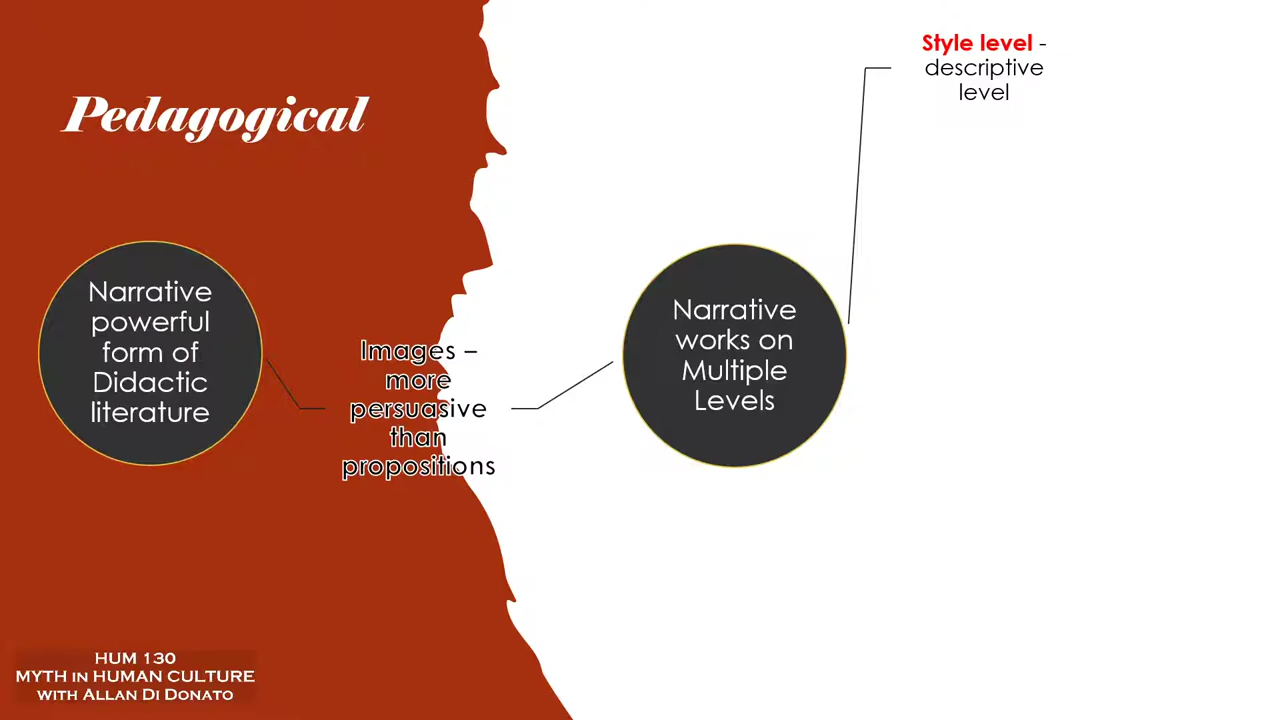 Pedagogical
Narrative
powerful
form of
Didactic
literature
Images –
more
persuasive
than
propositions
Narrative
works on
Multiple
Levels
Style level -
descriptive
level
HUM 130
MYTH in HUMAN CULTURE
WITH ALLAN DI DONATO